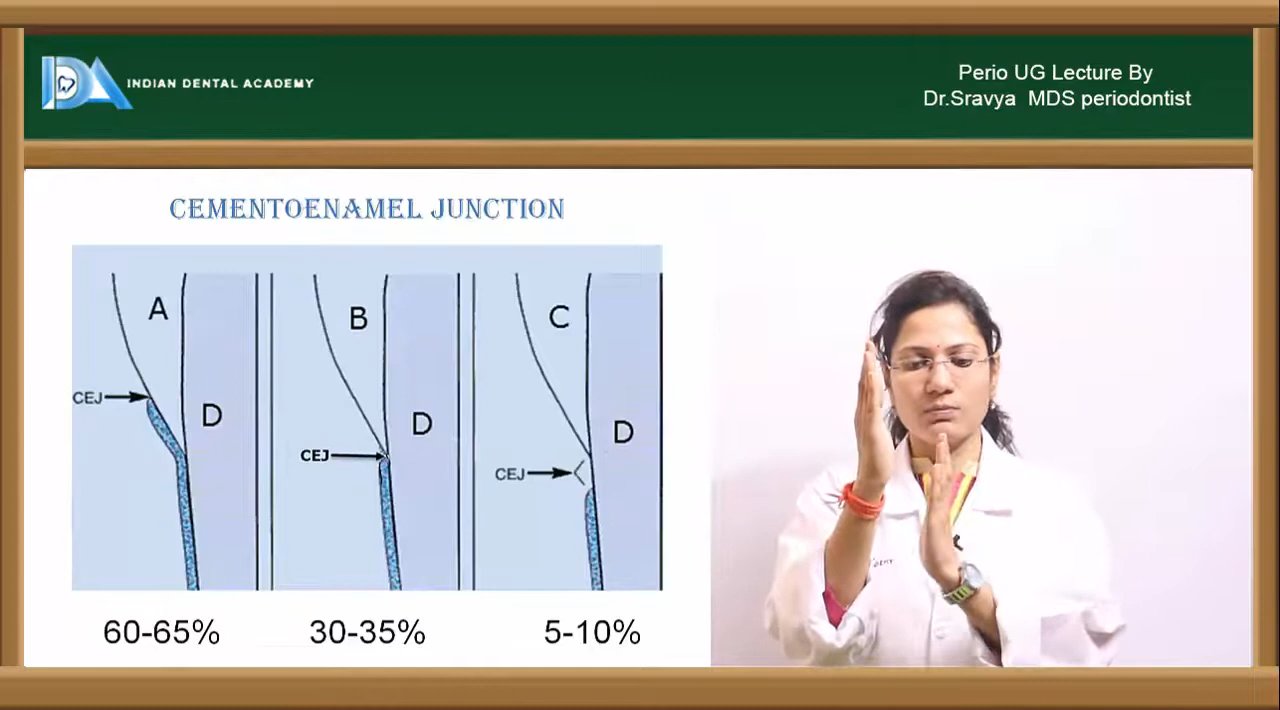 INDIAN DENTAL ACADEMY
Perio UG Lecture By
Dr.Sravya MDS periodontist
CEMENTOENAMEL JUNCTION
A
B
C
CEJ
D
D
D
CEJ
CEJ
60-65%
30-35%
5-10%